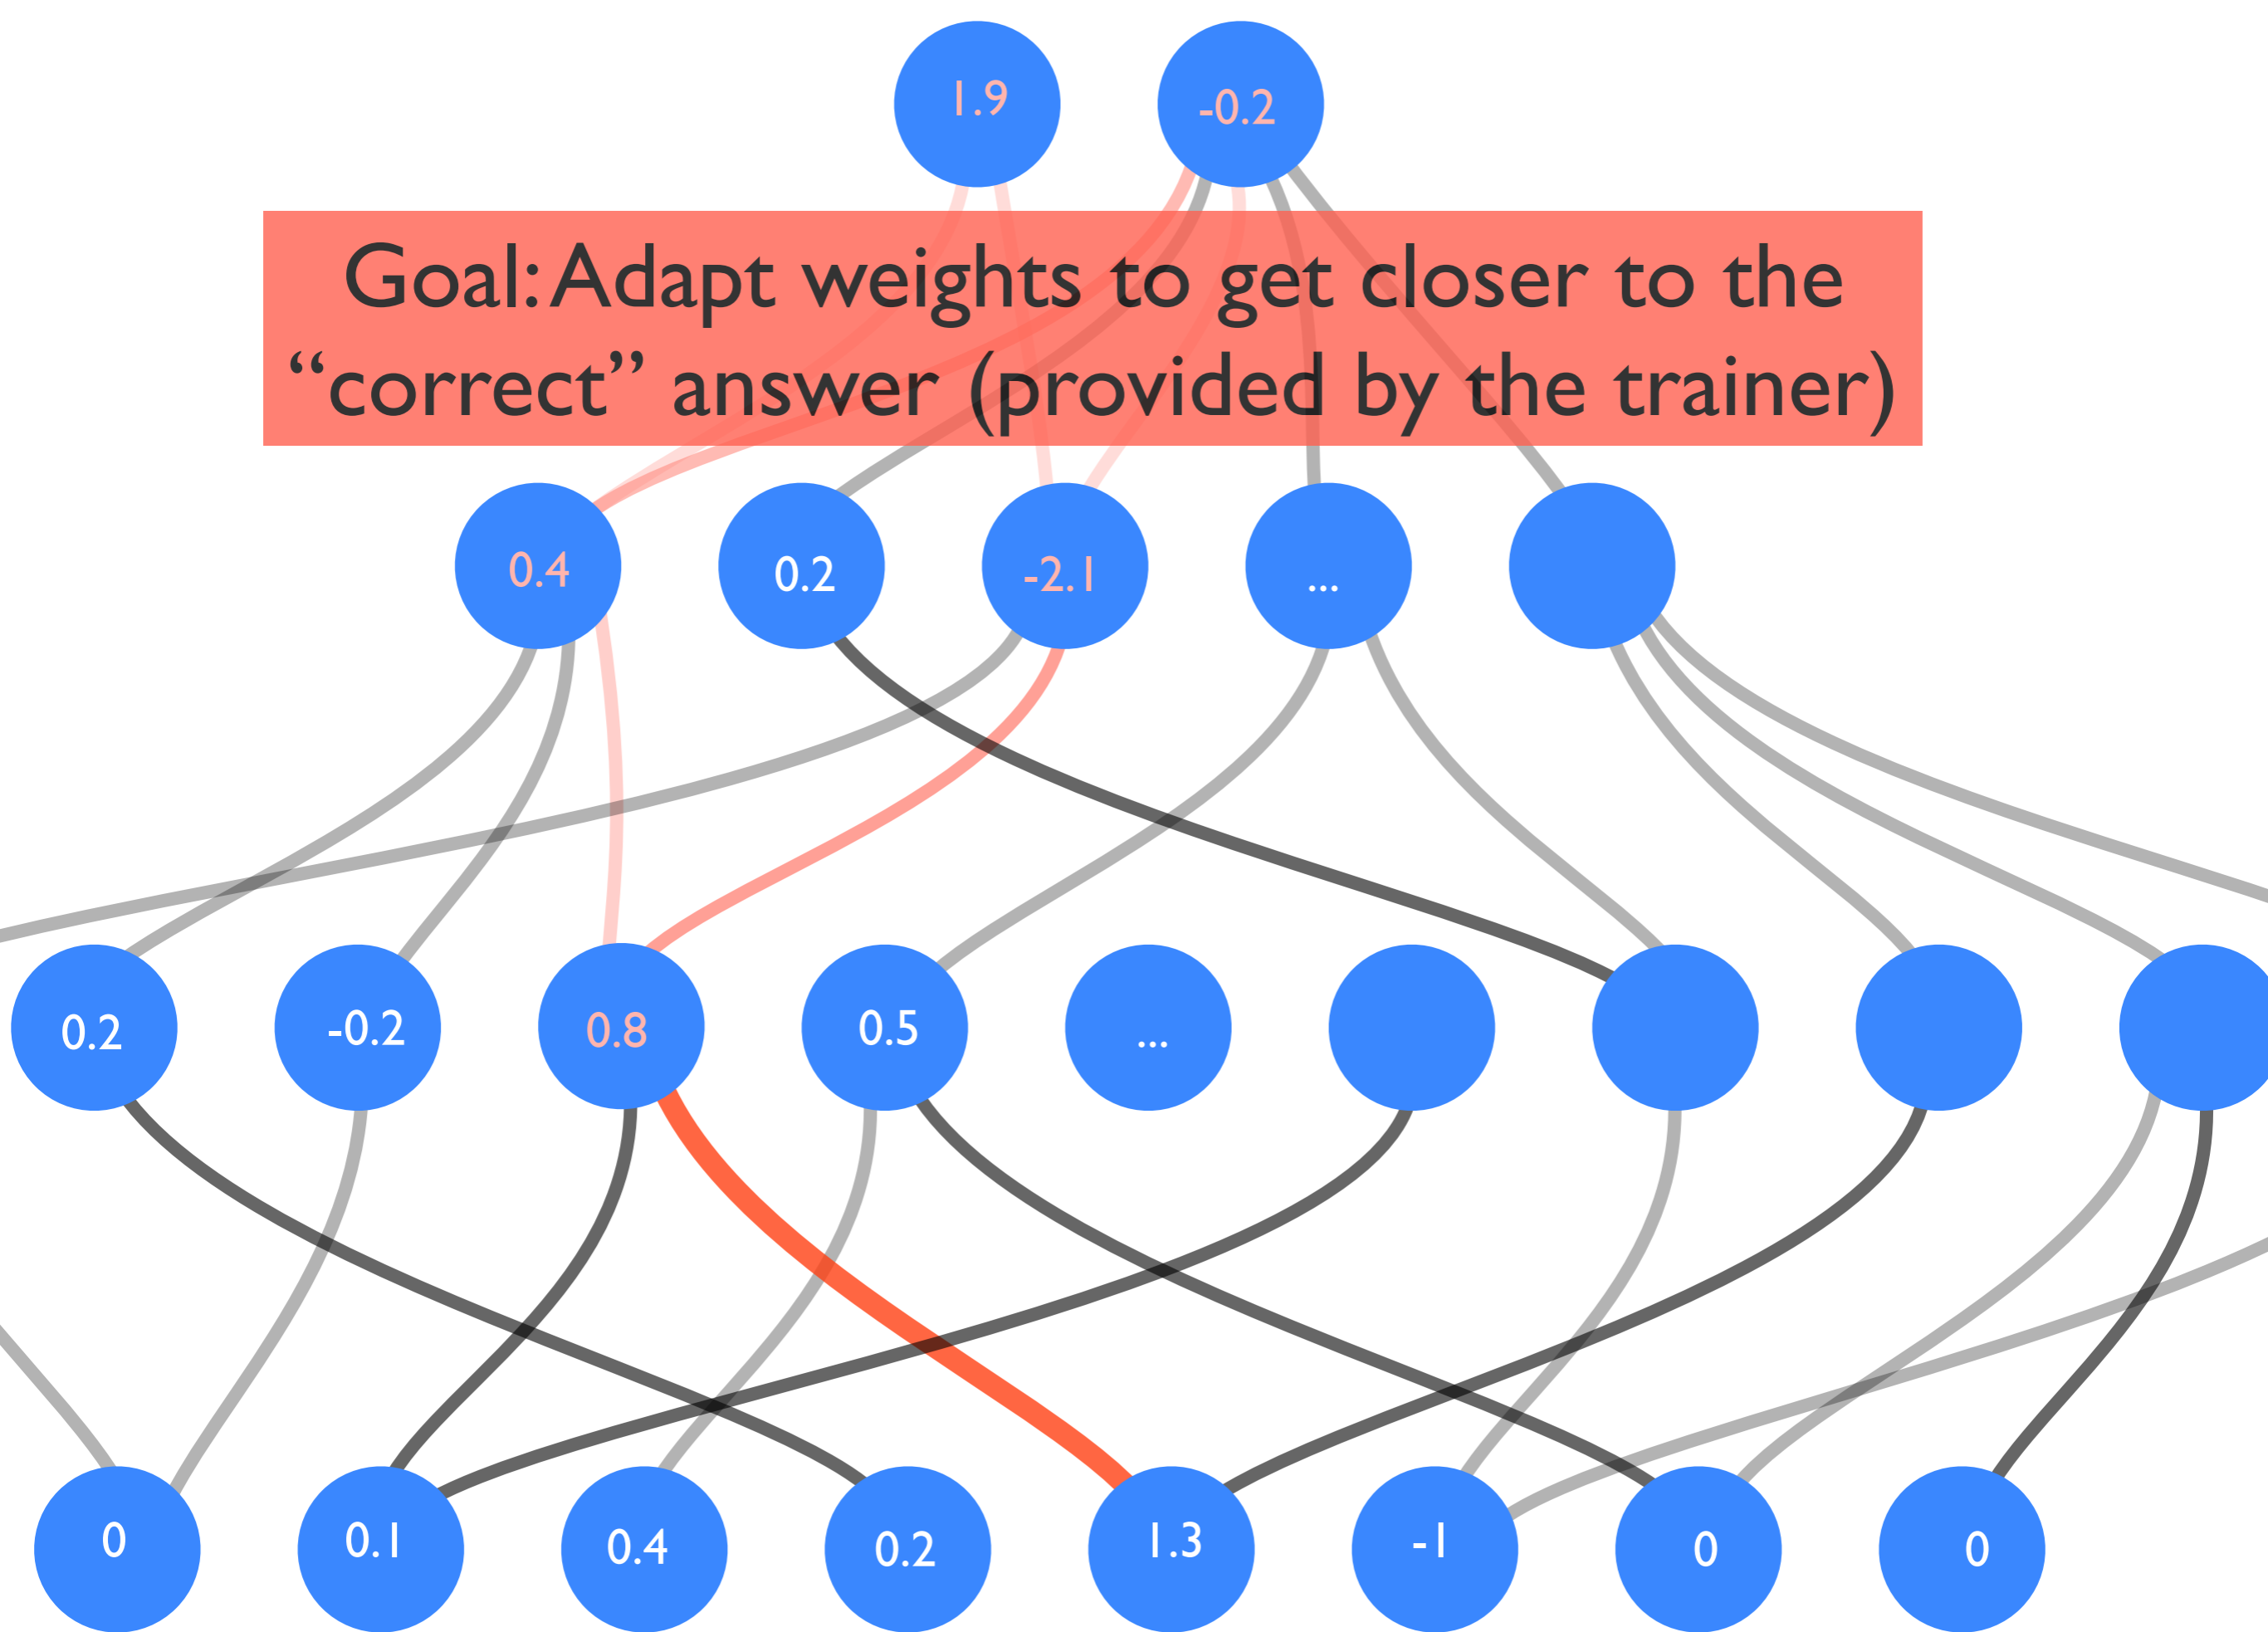 1.9 -0.2
Goal: Adapt weights to get closer to the
“correct” answer (provided by the trainer)
0.4 0.2 -2.1 ...
0.2 -0.2 0.8 0.5 ...
0 0.1 0.4 0.2 1.3 -1 0 0